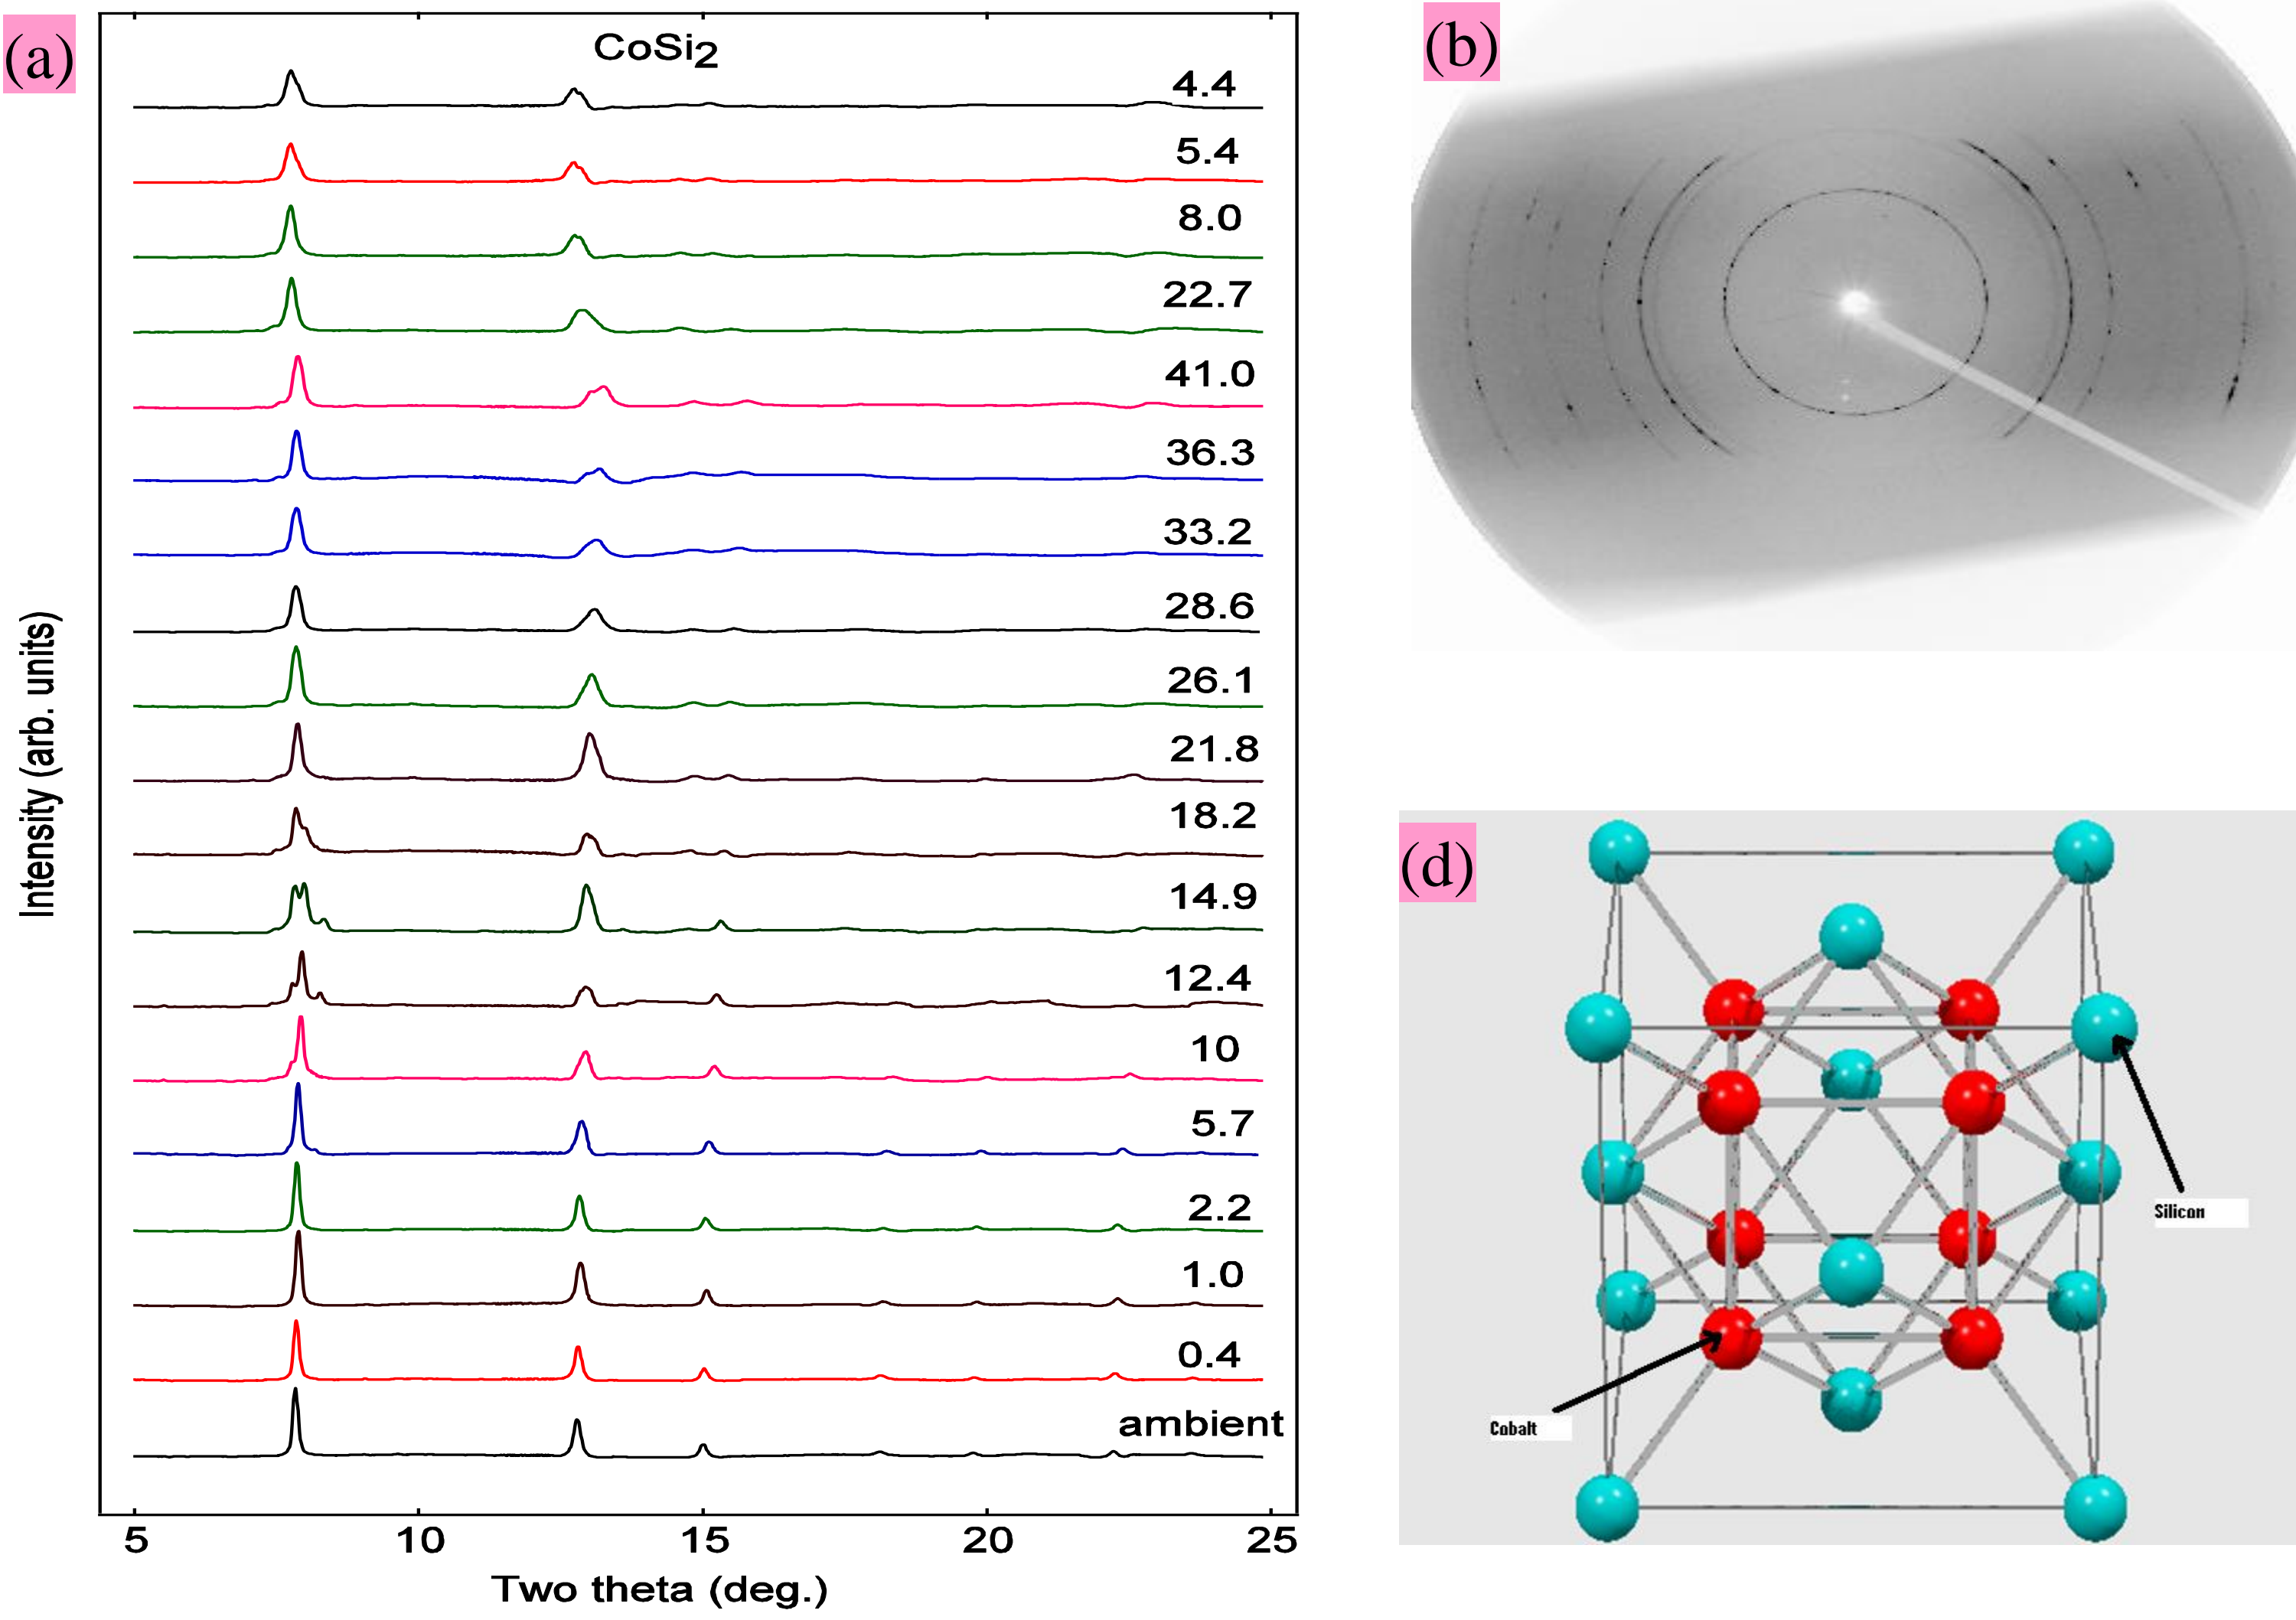 (a)
CoSi2
4.4
5.4
8.0
22.7
41.0
36.3
33.2
28.6
26.1
21.8
18.2
14.9
12.4
10
5.7
2.2
1.0
0.4
ambient
Intensity (arb. units)
5 10 15 20 25
Two theta (deg.)
(b)
(d)
Silicon
Cobalt